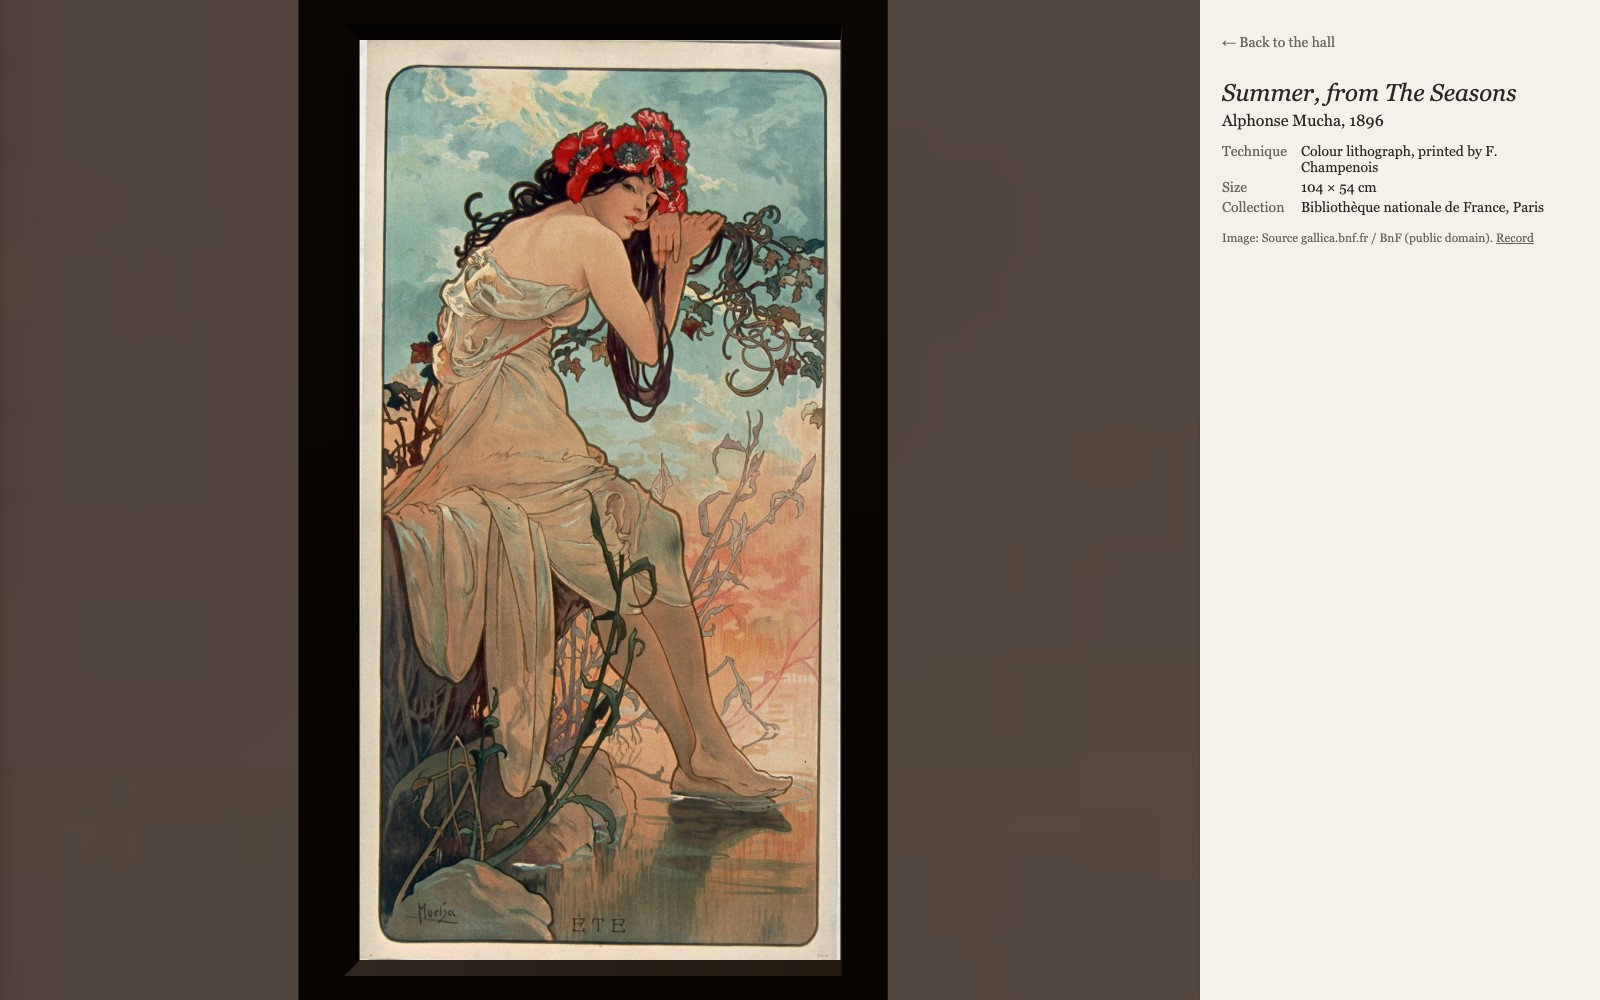 Mucha
ÉTÉ
← Back to the hall
Summer, from The Seasons
Alphonse Mucha, 1896
Technique Colour lithograph, printed by F. Champenois
Size 104 × 54 cm
Collection Bibliothèque nationale de France, Paris
Image: Source gallica.bnf.fr / BnF (public domain). Record